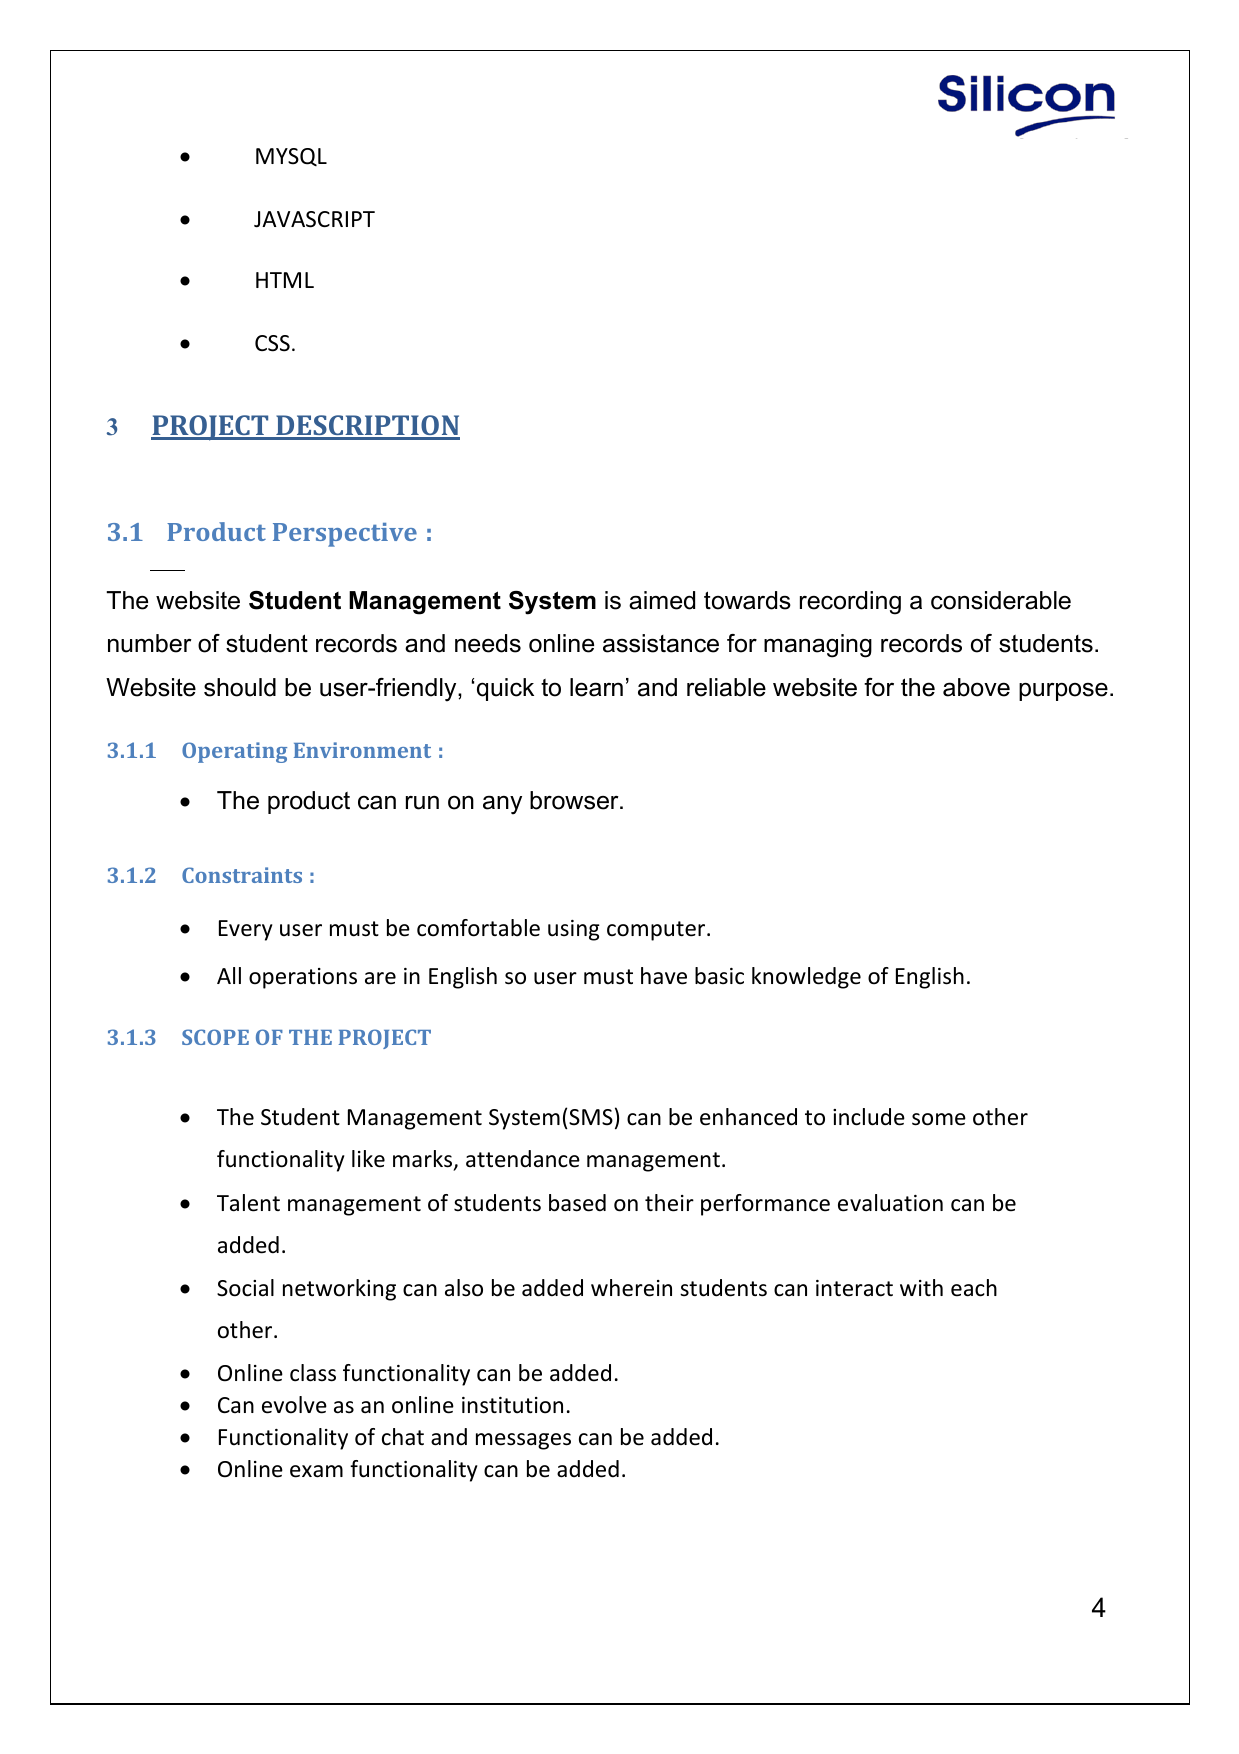 Silicon
• MYSQL
• JAVASCRIPT
• HTML
• CSS.
3 PROJECT DESCRIPTION
3.1 Product Perspective :
The website Student Management System is aimed towards recording a considerable
number of student records and needs online assistance for managing records of students.
Website should be user-friendly, ‘quick to learn’ and reliable website for the above purpose.
3.1.1 Operating Environment :
• The product can run on any browser.
3.1.2 Constraints :
• Every user must be comfortable using computer.
• All operations are in English so user must have basic knowledge of English.
3.1.3 SCOPE OF THE PROJECT
• The Student Management System(SMS) can be enhanced to include some other
functionality like marks, attendance management.
• Talent management of students based on their performance evaluation can be
added.
• Social networking can also be added wherein students can interact with each
other.
• Online class functionality can be added.
• Can evolve as an online institution.
• Functionality of chat and messages can be added.
• Online exam functionality can be added.
4